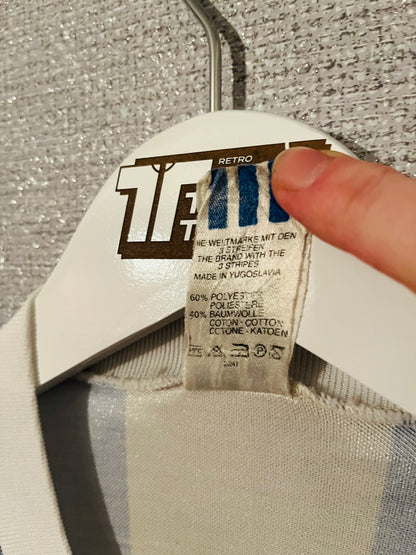 RETRO
DIE WELTMARKE MIT DEN
3 STREIFEN
THE BRAND WITH THE
3 STRIPES
MADE IN YUGOSLAVIA
60% POLYESTER
POLIESTERE
40% BAUMWOLLE
COTON · COTTON
COTONE · KATOEN